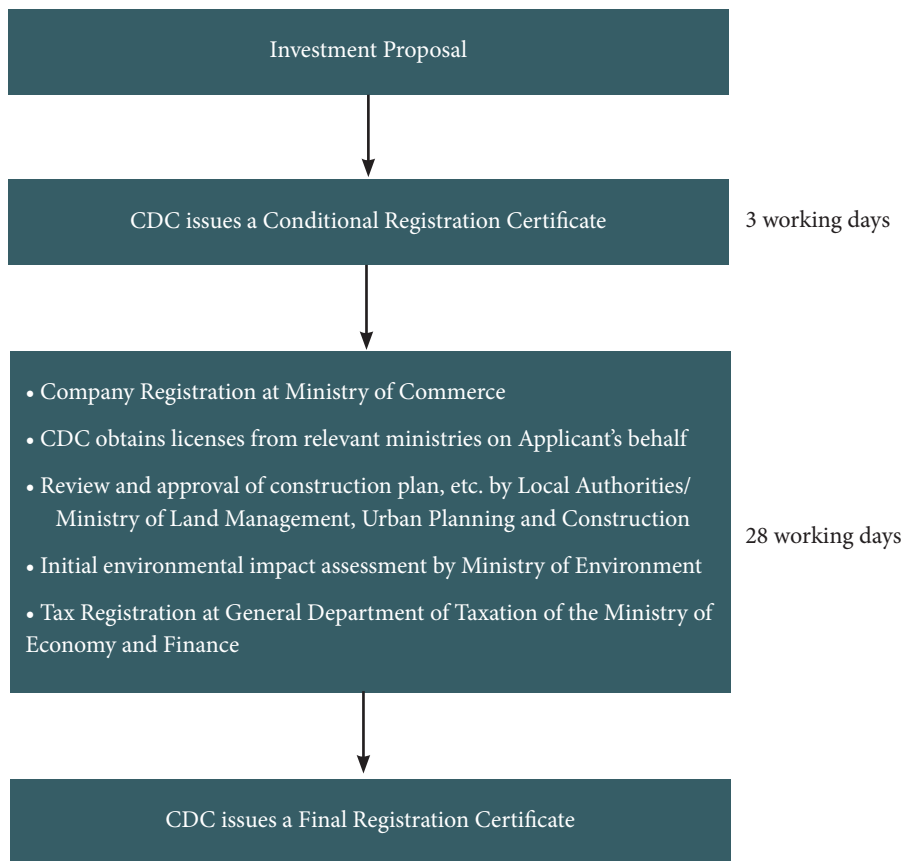 Investment Proposal
CDC issues a Conditional Registration Certificate
3 working days
• Company Registration at Ministry of Commerce
• CDC obtains licenses from relevant ministries on Applicant’s behalf
• Review and approval of construction plan, etc. by Local Authorities/
Ministry of Land Management, Urban Planning and Construction
• Initial environmental impact assessment by Ministry of Environment
• Tax Registration at General Department of Taxation of the Ministry of
Economy and Finance
28 working days
CDC issues a Final Registration Certificate